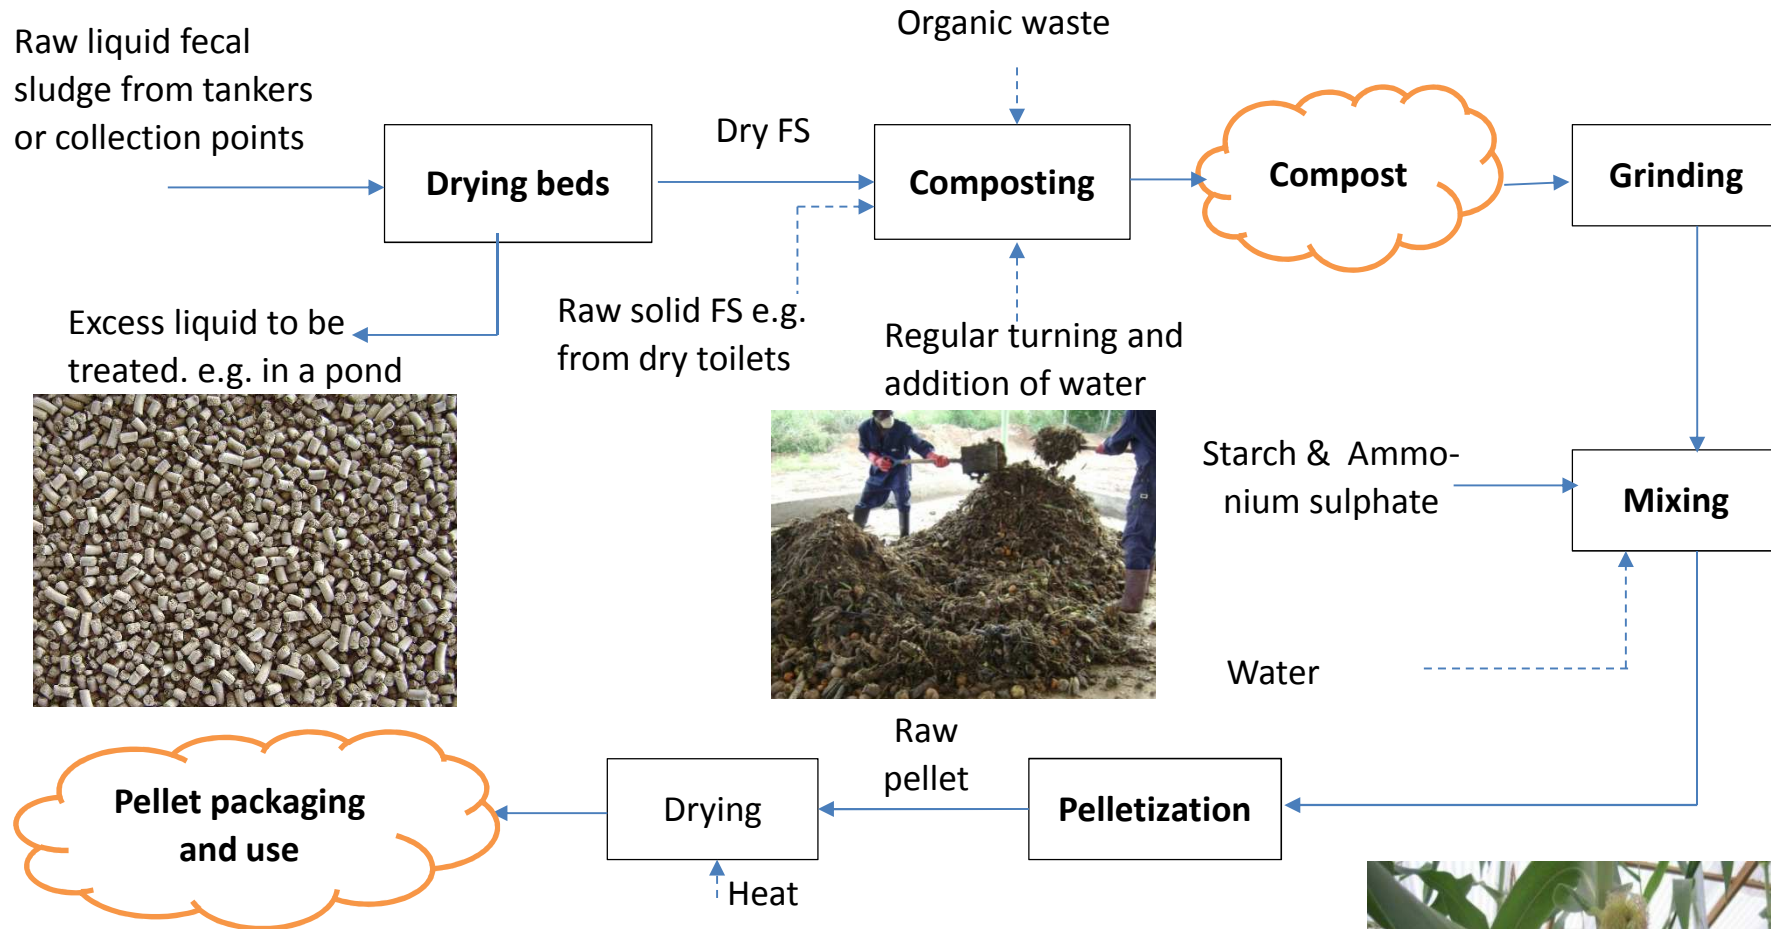 Raw liquid fecal
sludge from tankers
or collection points
Drying beds
Dry FS
Organic waste
Composting
Compost
Grinding
Excess liquid to be
treated. e.g. in a pond
Raw solid FS e.g.
from dry toilets
Regular turning and
addition of water
Starch &  Ammo-
nium sulphate
Mixing
Water
Pelletization
Raw
pellet
Drying
Heat
Pellet packaging
and use